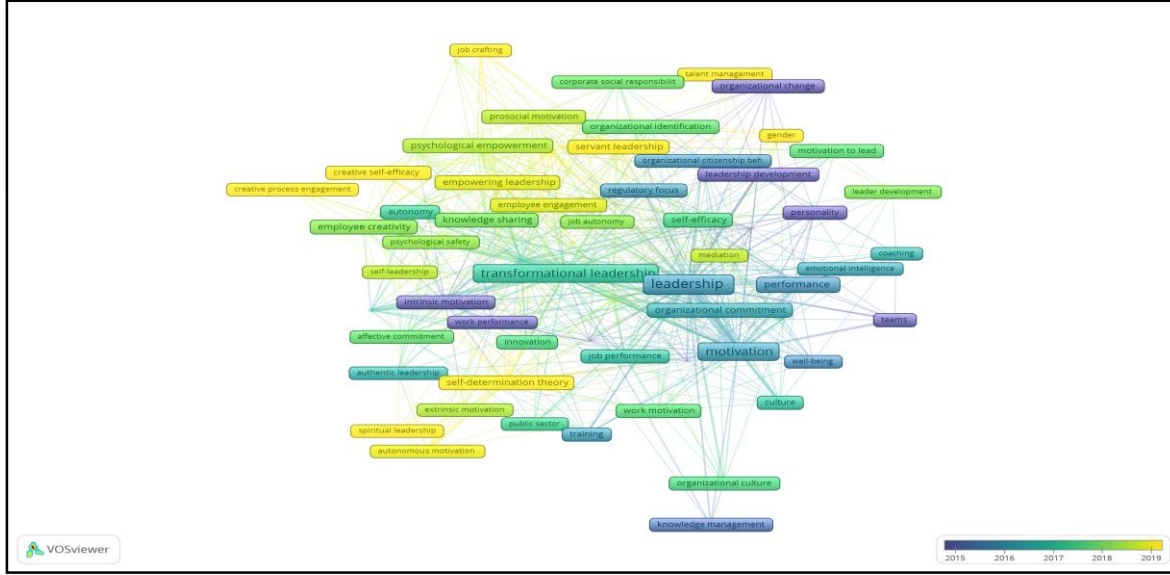 job crafting
talent management
corporate social responsibilit
organizational change
prosocial motivation
organizational identification
gender
psychological empowerment
servant leadership
motivation to lead
organizational citizenship beh
creative self-efficacy
leadership development
empowering leadership
creative process engagement
regulatory focus
leader development
employee engagement
autonomy
personality
knowledge sharing
job autonomy
self-efficacy
employee creativity
psychological safety
mediation
coaching
self-leadership
transformational leadership
emotional intelligence
leadership
performance
intrinsic motivation
organizational commitment
work performance
teams
affective commitment
innovation
job performance
motivation
well-being
authentic leadership
self-determination theory
culture
extrinsic motivation
work motivation
public sector
spiritual leadership
training
autonomous motivation
organizational culture
knowledge management
VOSviewer
2015 2016 2017 2018 2019